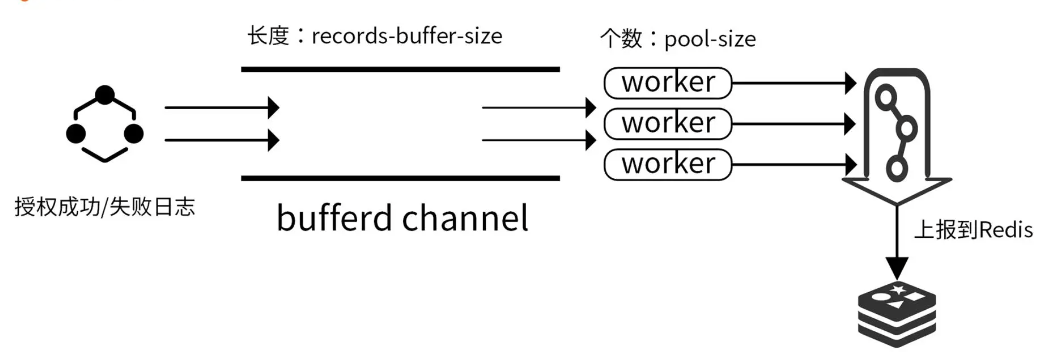 长度：records-buffer-size
个数：pool-size
worker
worker
worker
授权成功/失败日志
bufferd channel
上报到Redis